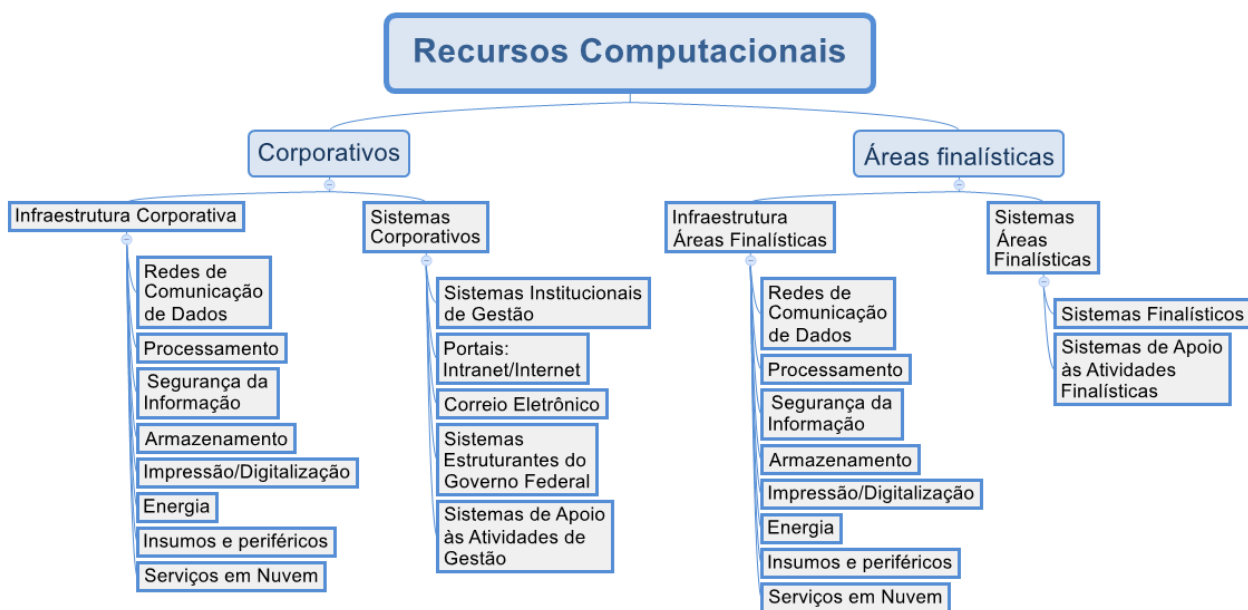 Recursos Computacionais
Corporativos
Infraestrutura Corporativa
Redes de
Comunicação
de Dados
Processamento
Segurança da
Informação
Armazenamento
Impressão/Digitalização
Energia
Insumos e periféricos
Serviços em Nuvem
Sistemas
Corporativos
Sistemas Institucionais
de Gestão
Portais:
Intranet/Internet
Correio Eletrônico
Sistemas
Estruturantes do
Governo Federal
Sistemas de Apoio
às Atividades de
Gestão
Áreas finalísticas
Infraestrutura
Áreas Finalísticas
Redes de
Comunicação
de Dados
Processamento
Segurança da
Informação
Armazenamento
Impressão/Digitalização
Energia
Insumos e periféricos
Serviços em Nuvem
Sistemas
Áreas
Finalísticas
Sistemas Finalísticos
Sistemas de Apoio
às Atividades
Finalísticas